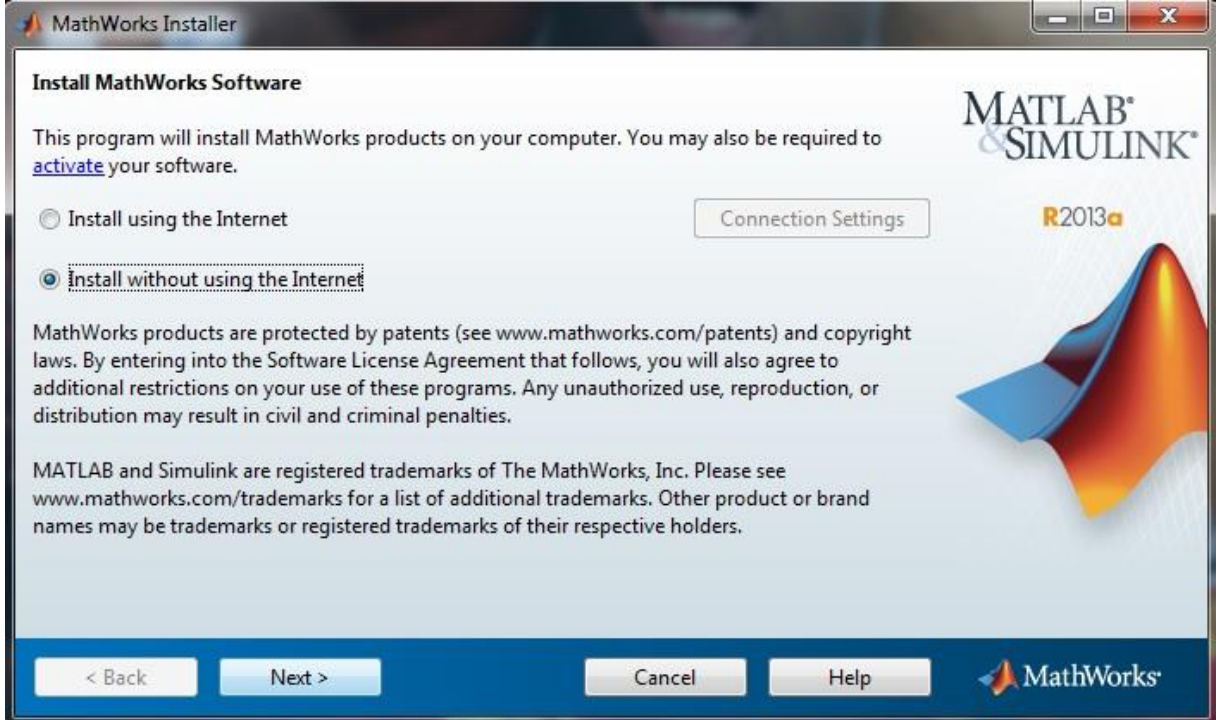 MathWorks Installer
Install MathWorks Software
This program will install MathWorks products on your computer. You may also be required to
activate your software.
Install using the Internet
Connection Settings
Install without using the Internet
MathWorks products are protected by patents (see www.mathworks.com/patents) and copyright
laws. By entering into the Software License Agreement that follows, you will also agree to
additional restrictions on your use of these programs. Any unauthorized use, reproduction, or
distribution may result in civil and criminal penalties.
MATLAB and Simulink are registered trademarks of The MathWorks, Inc. Please see
www.mathworks.com/trademarks for a list of additional trademarks. Other product or brand
names may be trademarks or registered trademarks of their respective holders.
MATLAB®
&SIMULINK®
R2013a
< Back
Next >
Cancel
Help
MathWorks®